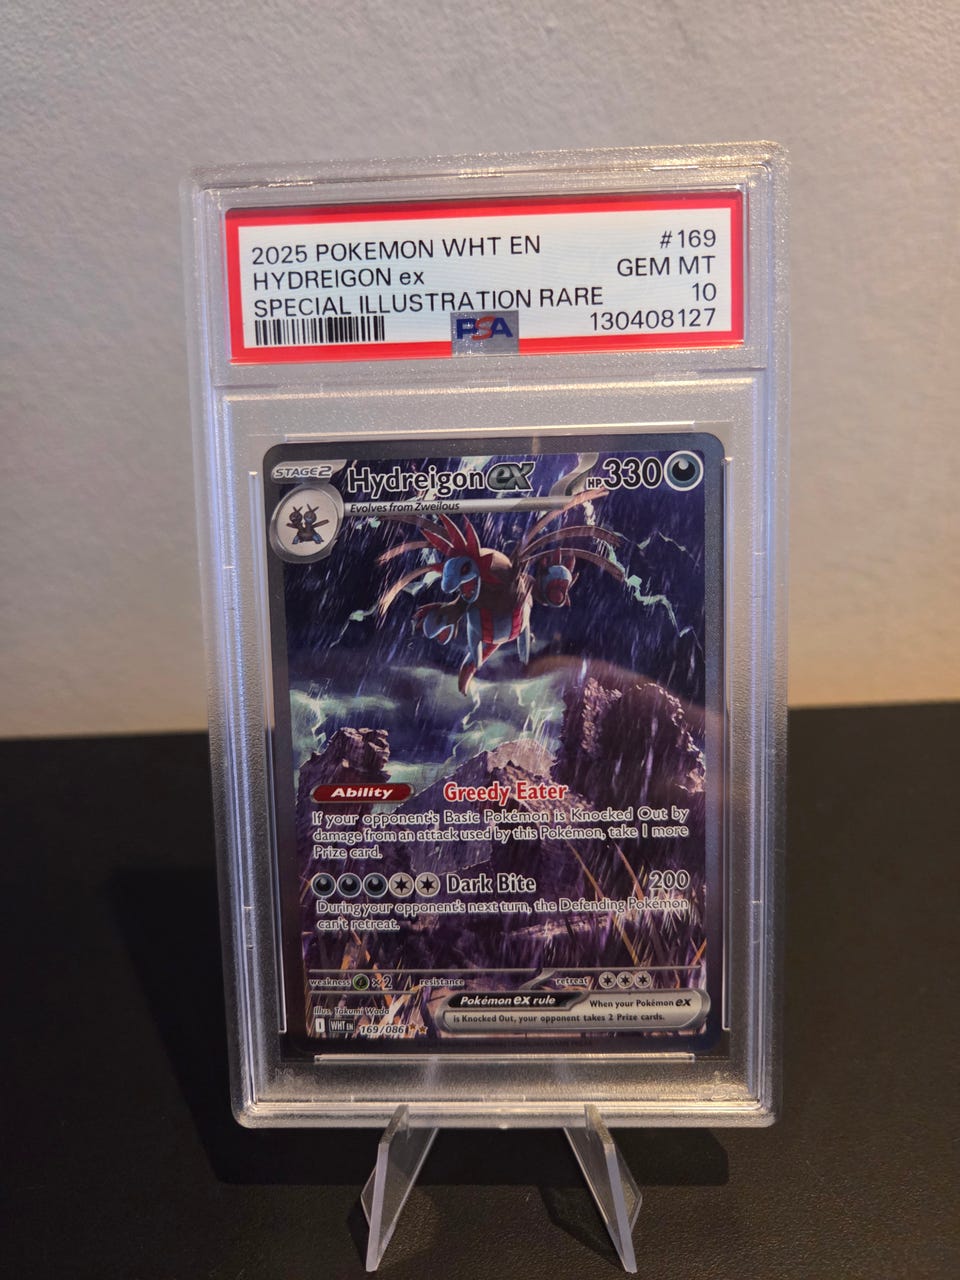 2025 POKEMON WHT EN #169
HYDREIGON ex GEM MT
SPECIAL ILLUSTRATION RARE 10
PSA 130408127
STAGE 2 Hydreigon ex HP 330
Evolves from Zweilous
Ability Greedy Eater
If your opponent's Basic Pokémon is Knocked Out by
damage from an attack used by this Pokémon, take 1 more
Prize card.
Dark Bite 200
During your opponent's next turn, the Defending Pokémon
can't retreat.
weakness ×2 resistance retreat
Pokémon ex rule When your Pokémon ex
is Knocked Out, your opponent takes 2 Prize cards.
Illus. Takumi Wada
I WHT EN 169/086